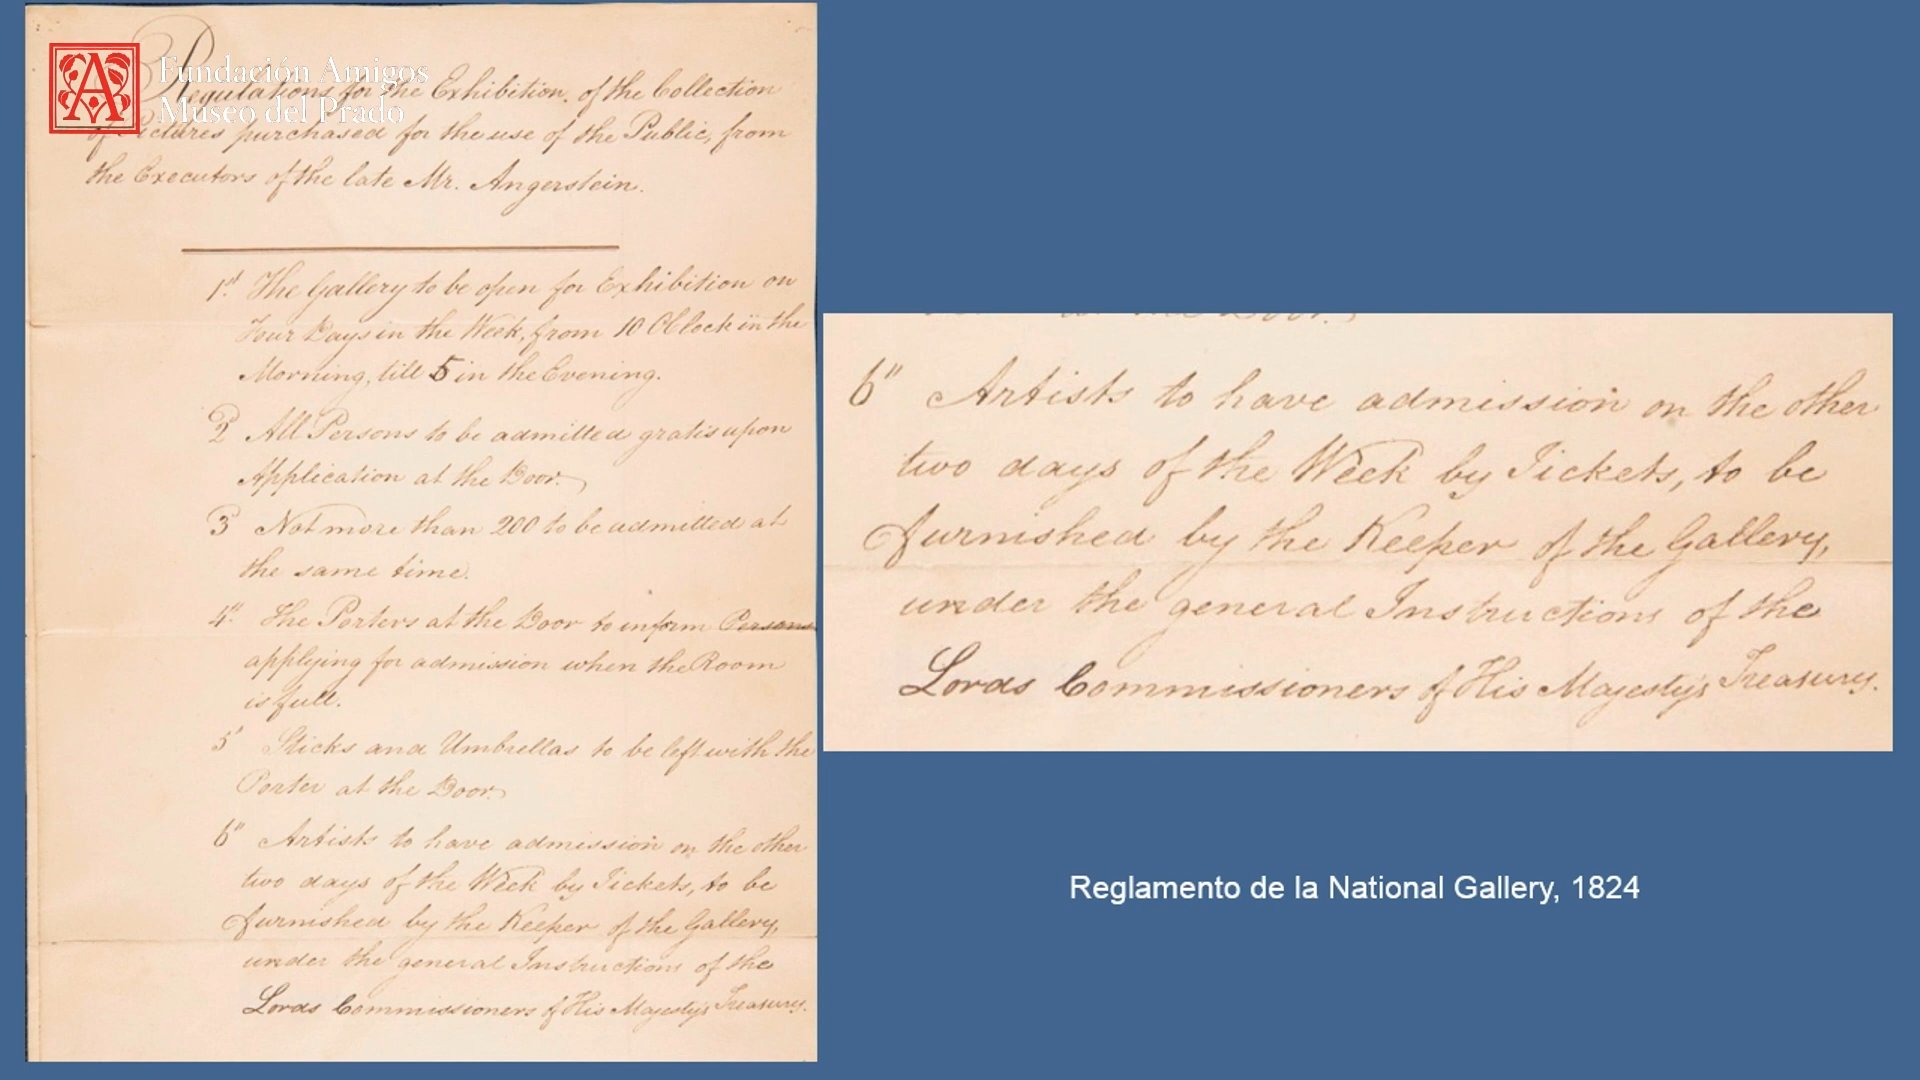 Fundación Amigos
Museo del Prado
Regulations for the Exhibition, of the Collection
of Pictures purchased for the use of the Public, from
the Executors of the late Mr. Angerstein.
1st. The Gallery to be open for Exhibition on
Four Days in the Week, from 10 OClock in the
Morning, till 5 in the Evening.
2 All Persons to be admitted gratis upon
Application at the Door.
3 Not more than 200 to be admitted at
the same time.
4" The Porters at the Door to inform Persons
applying for admission when the Room
is full.
5" Sticks and Umbrellas to be left with the
Porter at the Door.
6" Artists to have admission on the other
two days of the Week by Tickets, to be
furnished by the Keeper of the Gallery,
under the general Instructions of the
Lords Commissioners of His Majesty's Treasury.
6" Artists to have admission on the other
two days of the Week by Tickets, to be
furnished by the Keeper of the Gallery,
under the general Instructions of the
Lords Commissioners of His Majesty's Treasury.
Reglamento de la National Gallery, 1824